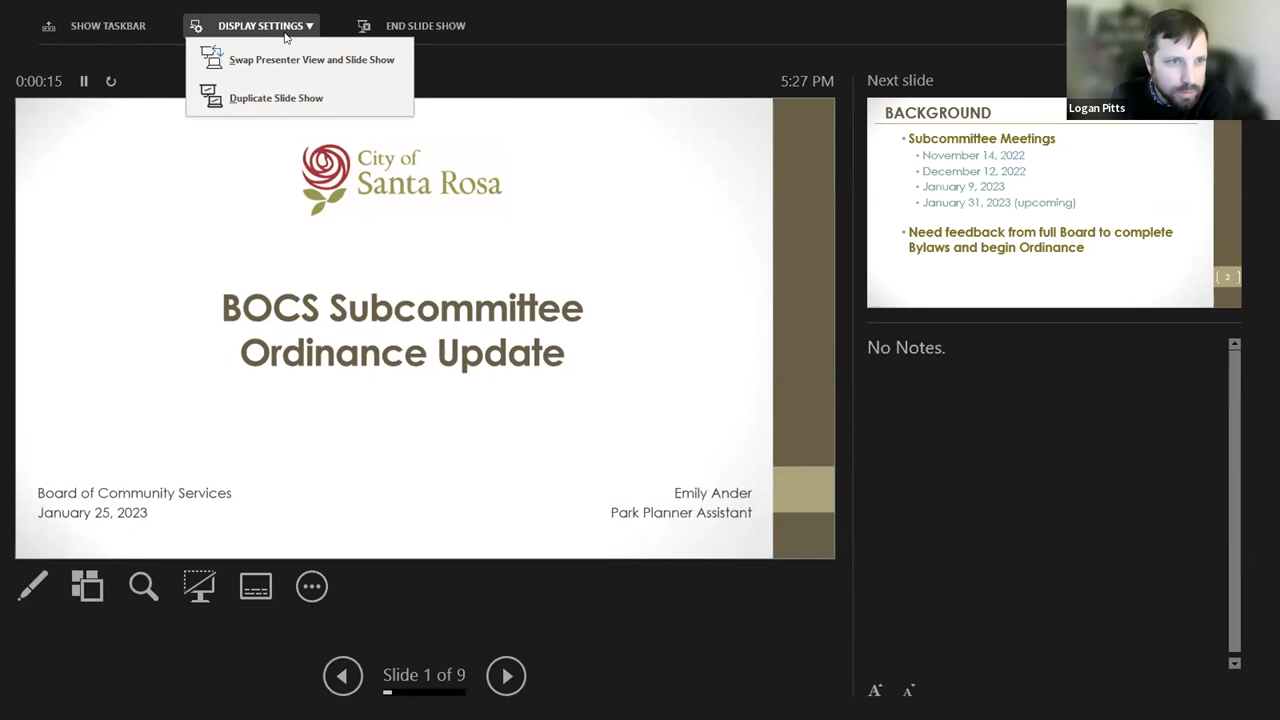 SHOW TASKBAR
DISPLAY SETTINGS ▼
END SLIDE SHOW
Swap Presenter View and Slide Show
Duplicate Slide Show
0:00:15
5:27 PM
City of
Santa Rosa
BOCS Subcommittee
Ordinance Update
Board of Community Services
January 25, 2023
Emily Ander
Park Planner Assistant
Slide 1 of 9
Next slide
Logan Pitts
BACKGROUND
• Subcommittee Meetings
• November 14, 2022
• December 12, 2022
• January 9, 2023
• January 31, 2023 (upcoming)
• Need feedback from full Board to complete
Bylaws and begin Ordinance
2
No Notes.
A A